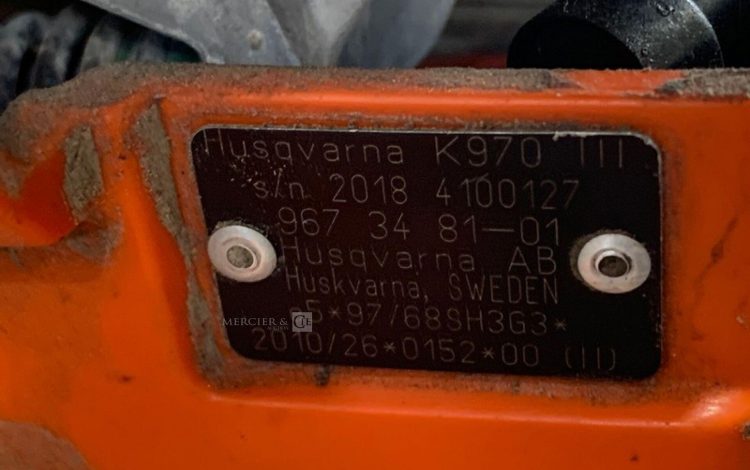 Husqvarna K970 III
s/n 2018 4100127
967 34 81-01
Husqvarna AB
Huskvarna, SWEDEN
e5*97/68SH3G3*
2010/26*0152*00 (II)
MERCIER & CIE